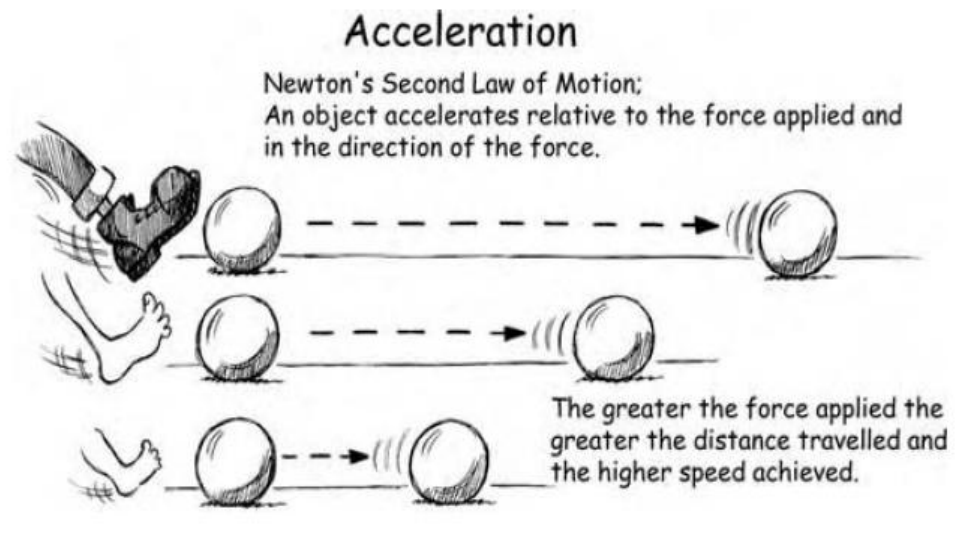 Acceleration
Newton's Second Law of Motion;
An object accelerates relative to the force applied and
in the direction of the force.
The greater the force applied the
greater the distance travelled and
the higher speed achieved.